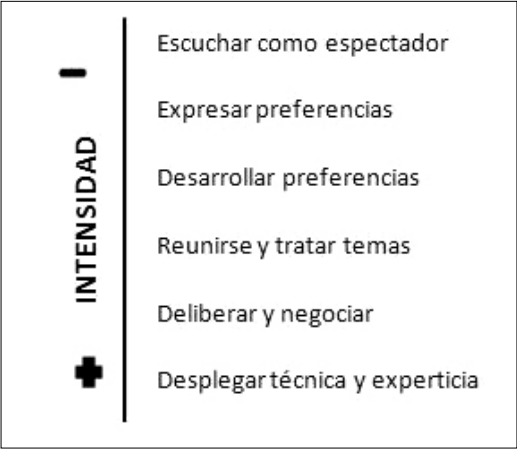 Escuchar como espectador
Expresar preferencias
Desarrollar preferencias
Reunirse y tratar temas
Deliberar y negociar
Desplegar técnica y experticia
INTENSIDAD